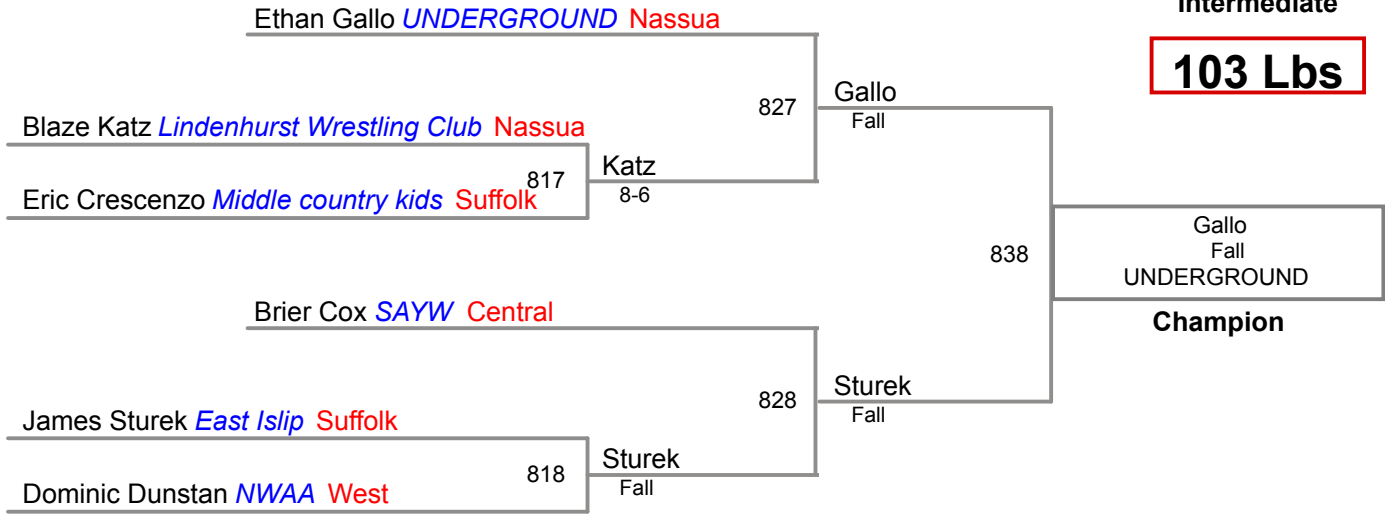 Intermediate
103 Lbs
Ethan Gallo UNDERGROUND Nassua
827
Gallo
Fall
Blaze Katz Lindenhurst Wrestling Club Nassua
817
Katz
8-6
Eric Crescenzo Middle country kids Suffolk
838
Gallo
Fall
UNDERGROUND
Champion
Brier Cox SAYW Central
828
Sturek
Fall
James Sturek East Islip Suffolk
818
Sturek
Fall
Dominic Dunstan NWAA West